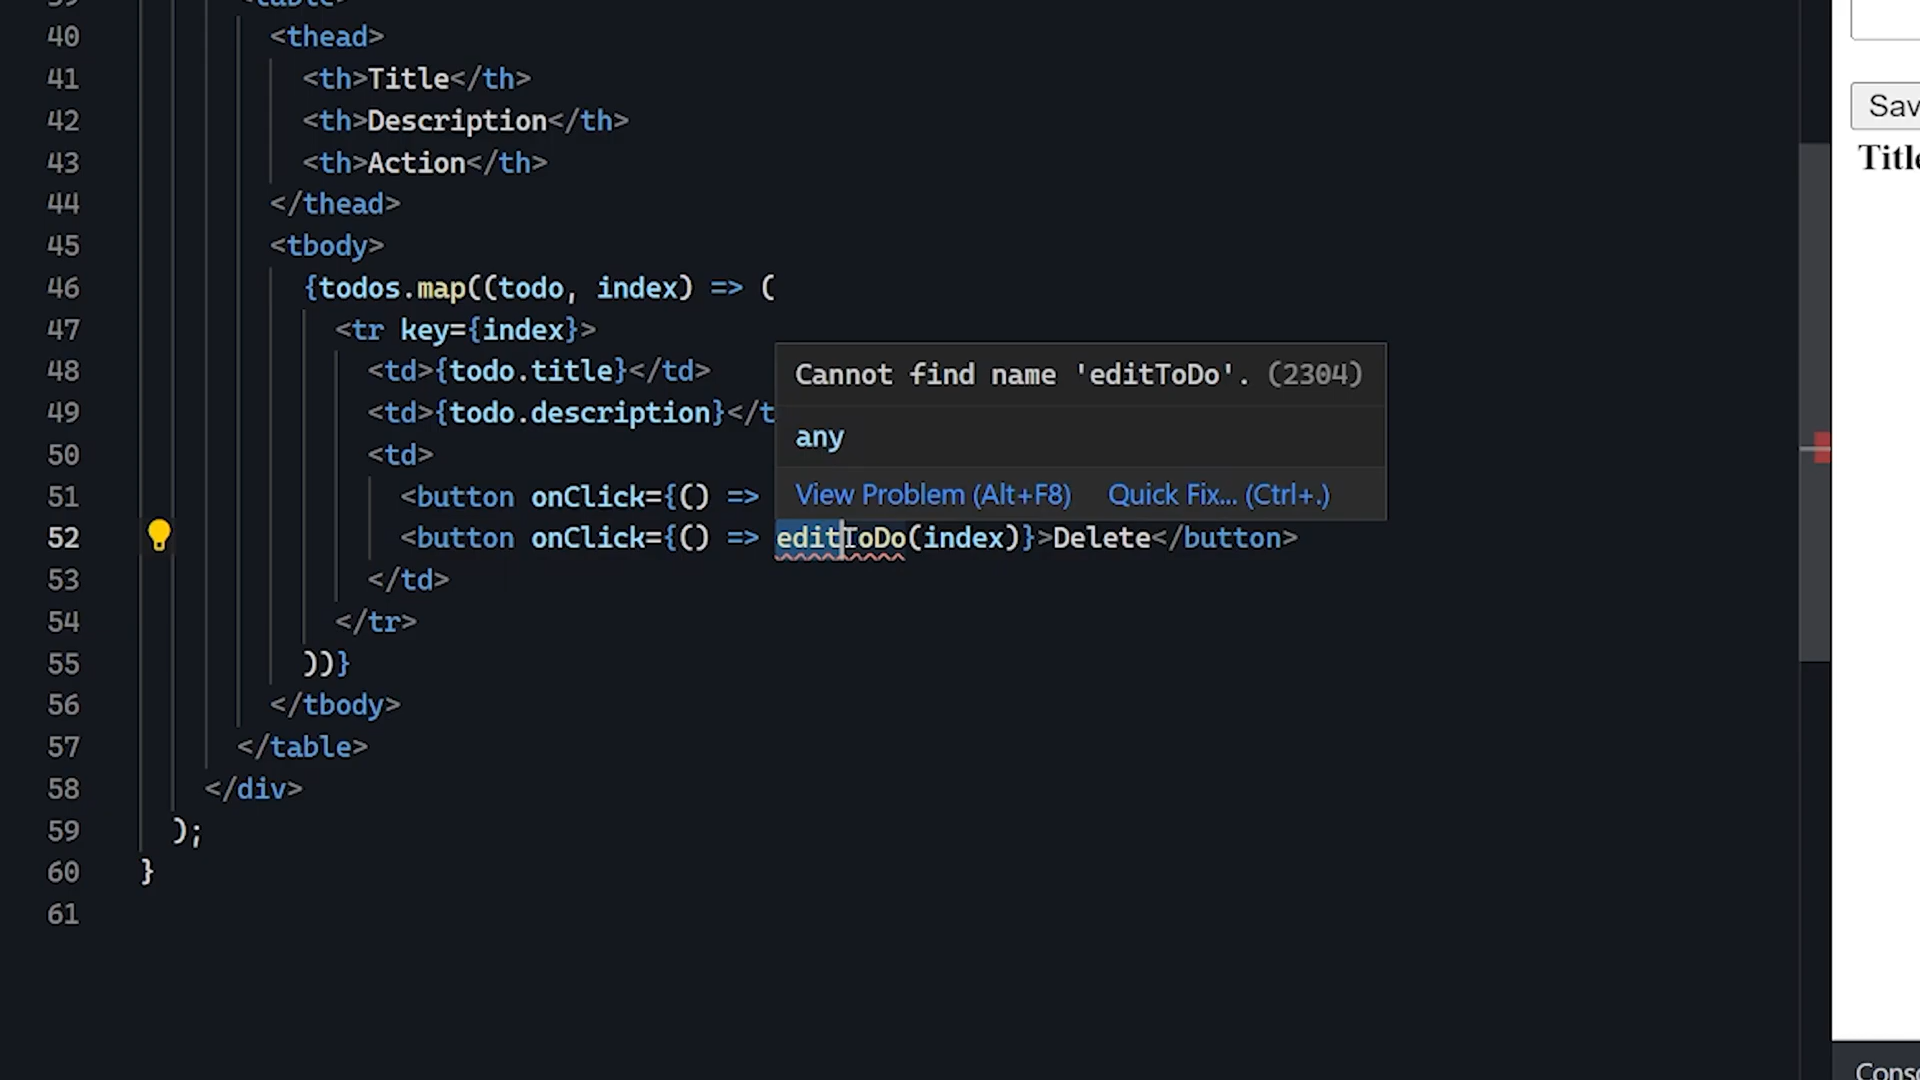 39 <table>
40 <thead>
41 <th>Title</th>
42 <th>Description</th>
43 <th>Action</th>
44 </thead>
45 <tbody>
46 {todos.map((todo, index) => (
47 <tr key={index}>
48 <td>{todo.title}</td>
49 <td>{todo.description}</t
50 <td>
51 <button onClick={() =>
52 <button onClick={() => editToDo(index)}>Delete</button>
53 </td>
54 </tr>
55 ))}
56 </tbody>
57 </table>
58 </div>
59 );
60 }
61
Cannot find name 'editToDo'. (2304)
any
View Problem (Alt+F8) Quick Fix... (Ctrl+.)
Sav
Title
Conso